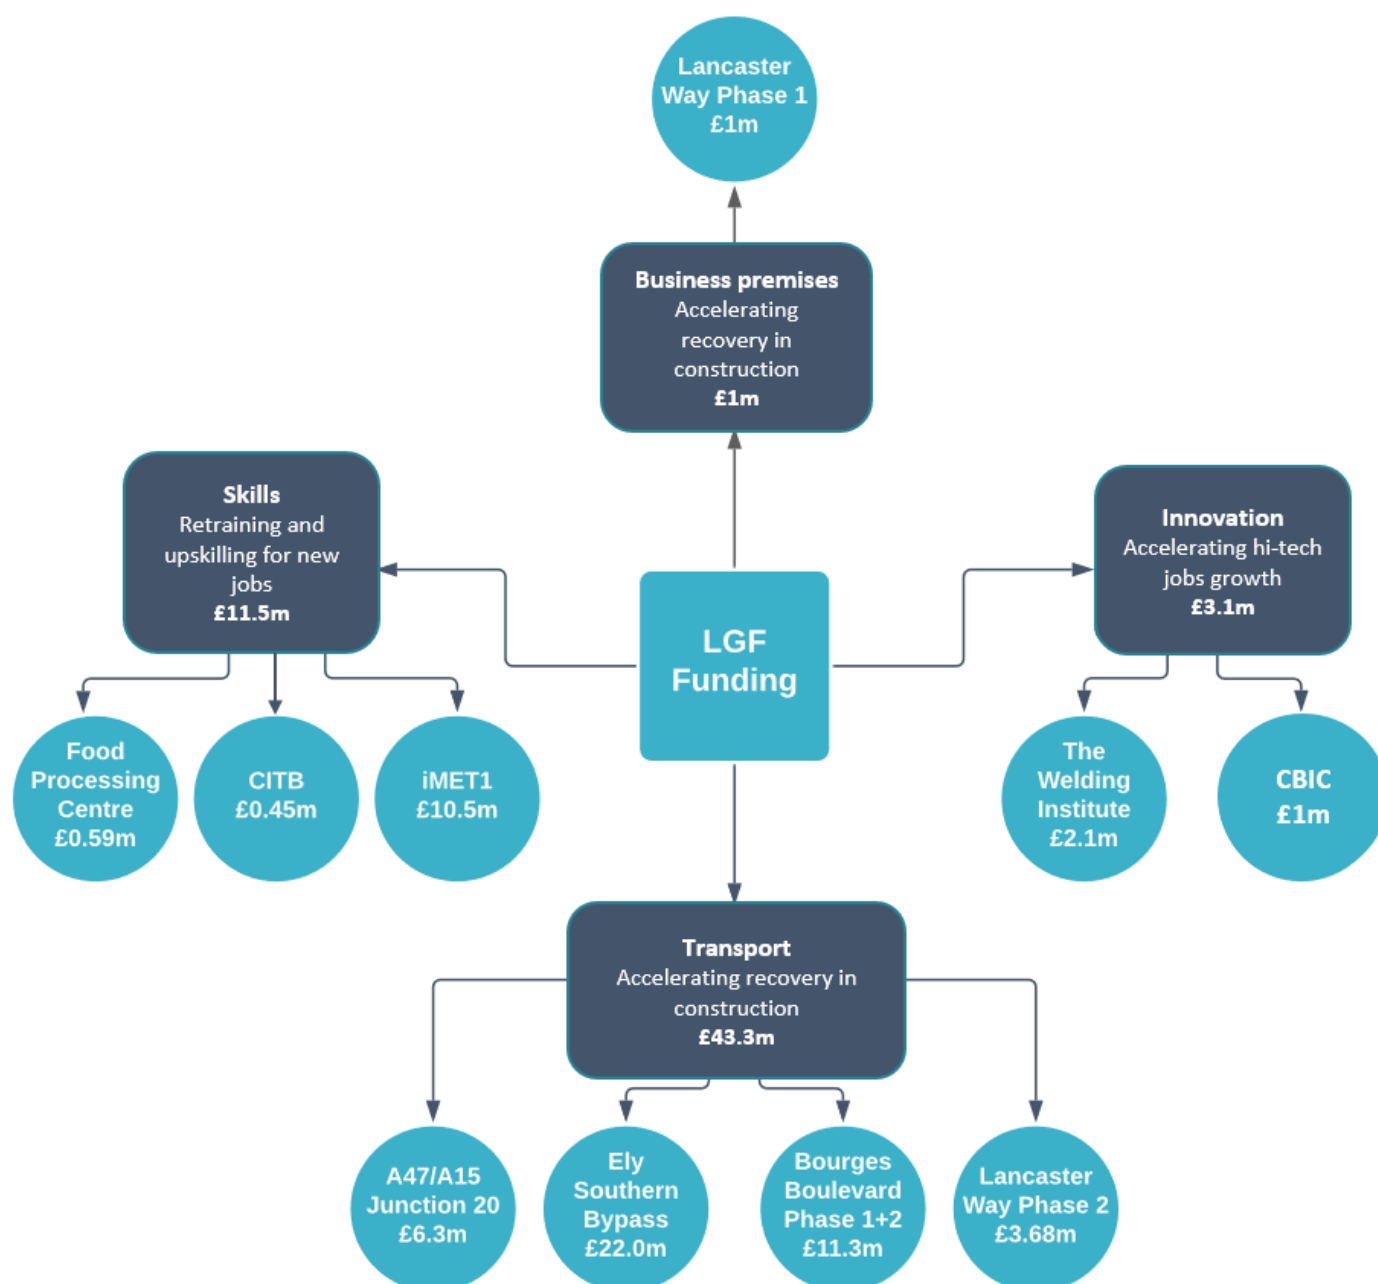 Lancaster
Way Phase 1
£1m
Business premises
Accelerating
recovery in
construction
£1m
Skills
Retraining and
upskilling for new
jobs
£11.5m
Innovation
Accelerating hi-tech
jobs growth
£3.1m
LGF
Funding
Food
Processing
Centre
£0.59m
CITB
£0.45m
iMET1
£10.5m
The
Welding
Institute
£2.1m
CBIC
£1m
Transport
Accelerating recovery in
construction
£43.3m
A47/A15
Junction 20
£6.3m
Ely
Southern
Bypass
£22.0m
Bourges
Boulevard
Phase 1+2
£11.3m
Lancaster
Way Phase 2
£3.68m